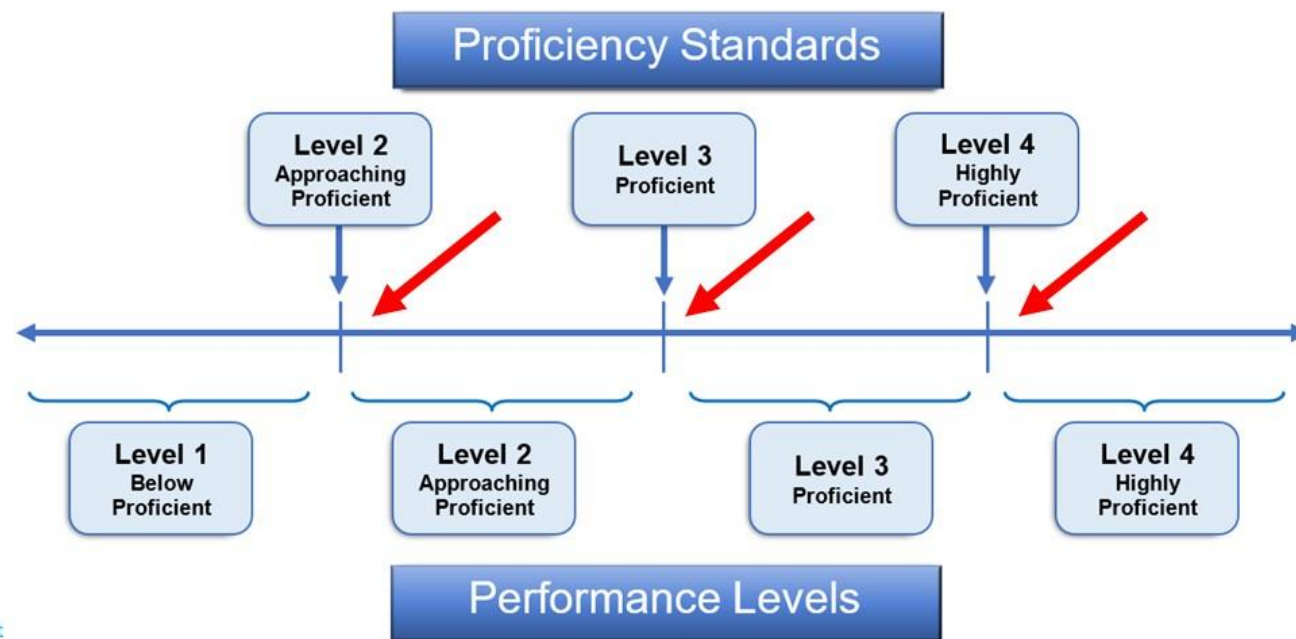 Proficiency Standards
Level 2
Approaching
Proficient
Level 3
Proficient
Level 4
Highly
Proficient
Level 1
Below
Proficient
Level 2
Approaching
Proficient
Level 3
Proficient
Level 4
Highly
Proficient
Performance Levels